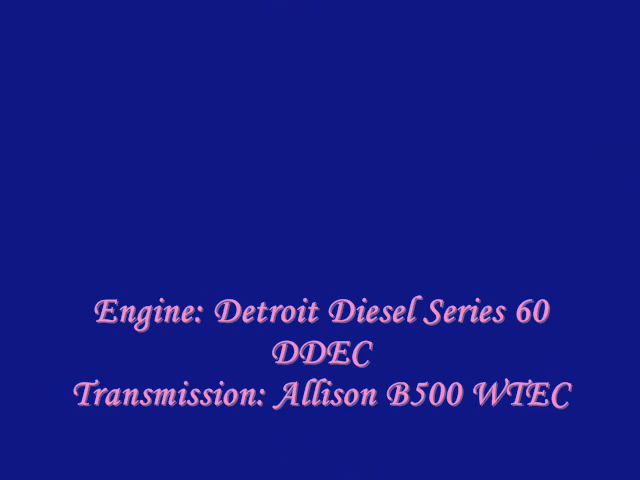 Engine: Detroit Diesel Series 60
DDEC
Transmission: Allison B500 WTEC